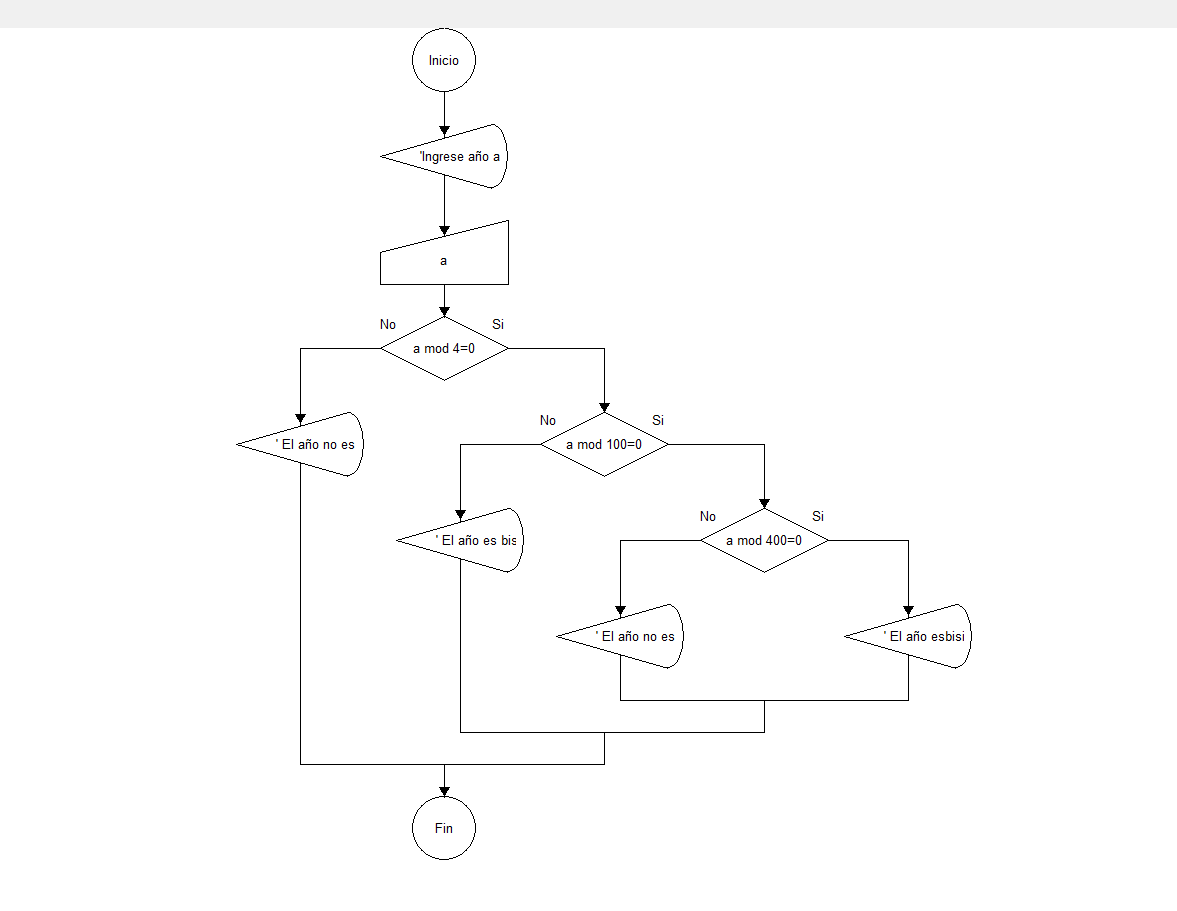 Inicio
'Ingrese año a
a
No
Si
a mod 4=0
No
Si
' El año no es
a mod 100=0
No
Si
' El año es bis
a mod 400=0
' El año no es
' El año esbisi
Fin